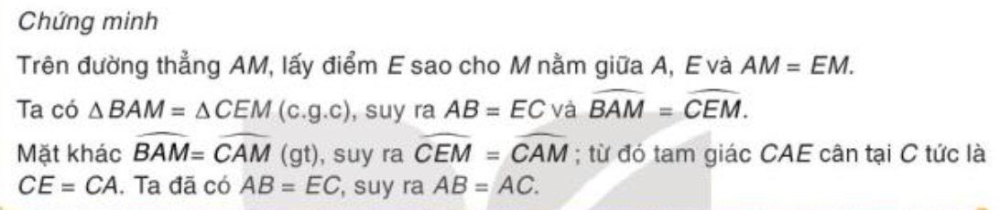 Chứng minh
Trên đường thẳng AM, lấy điểm E sao cho M nằm giữa A, E và AM = EM.
Ta có △BAM = △CEM (c.g.c), suy ra AB = EC và \widehat{BAM} = \widehat{CEM}.
Mặt khác \widehat{BAM} = \widehat{CAM} (gt), suy ra \widehat{CEM} = \widehat{CAM} ; từ đó tam giác CAE cân tại C tức là
CE = CA. Ta đã có AB = EC, suy ra AB = AC.